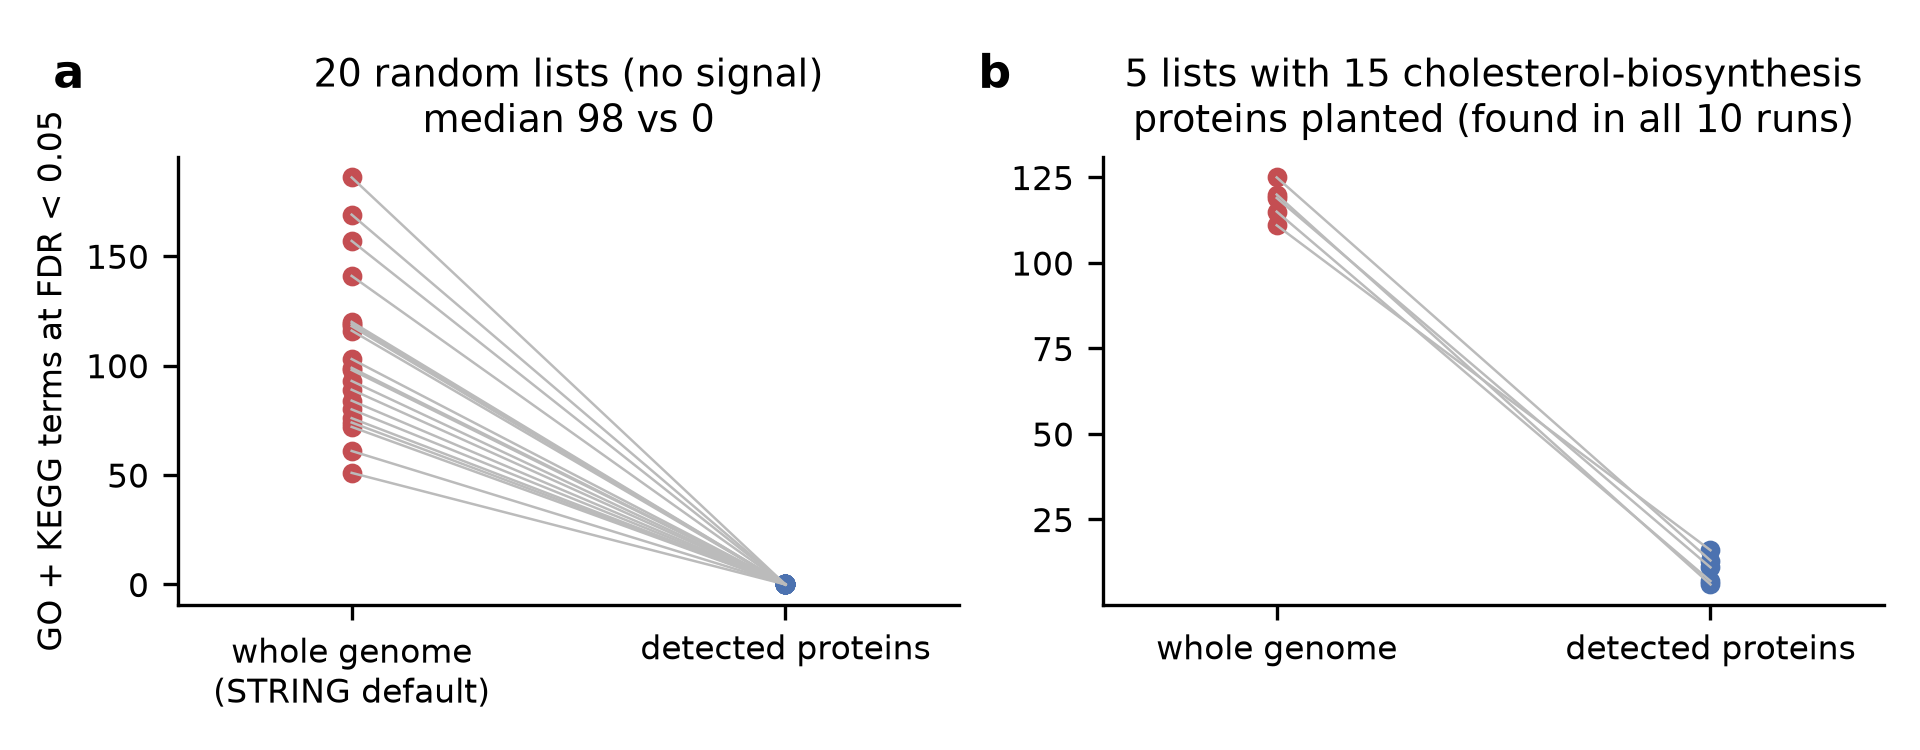 a
20 random lists (no signal)
median 98 vs 0
GO + KEGG terms at FDR < 0.05
150
100
50
0
whole genome
(STRING default)
detected proteins
b
5 lists with 15 cholesterol-biosynthesis
proteins planted (found in all 10 runs)
125
100
75
50
25
whole genome
detected proteins